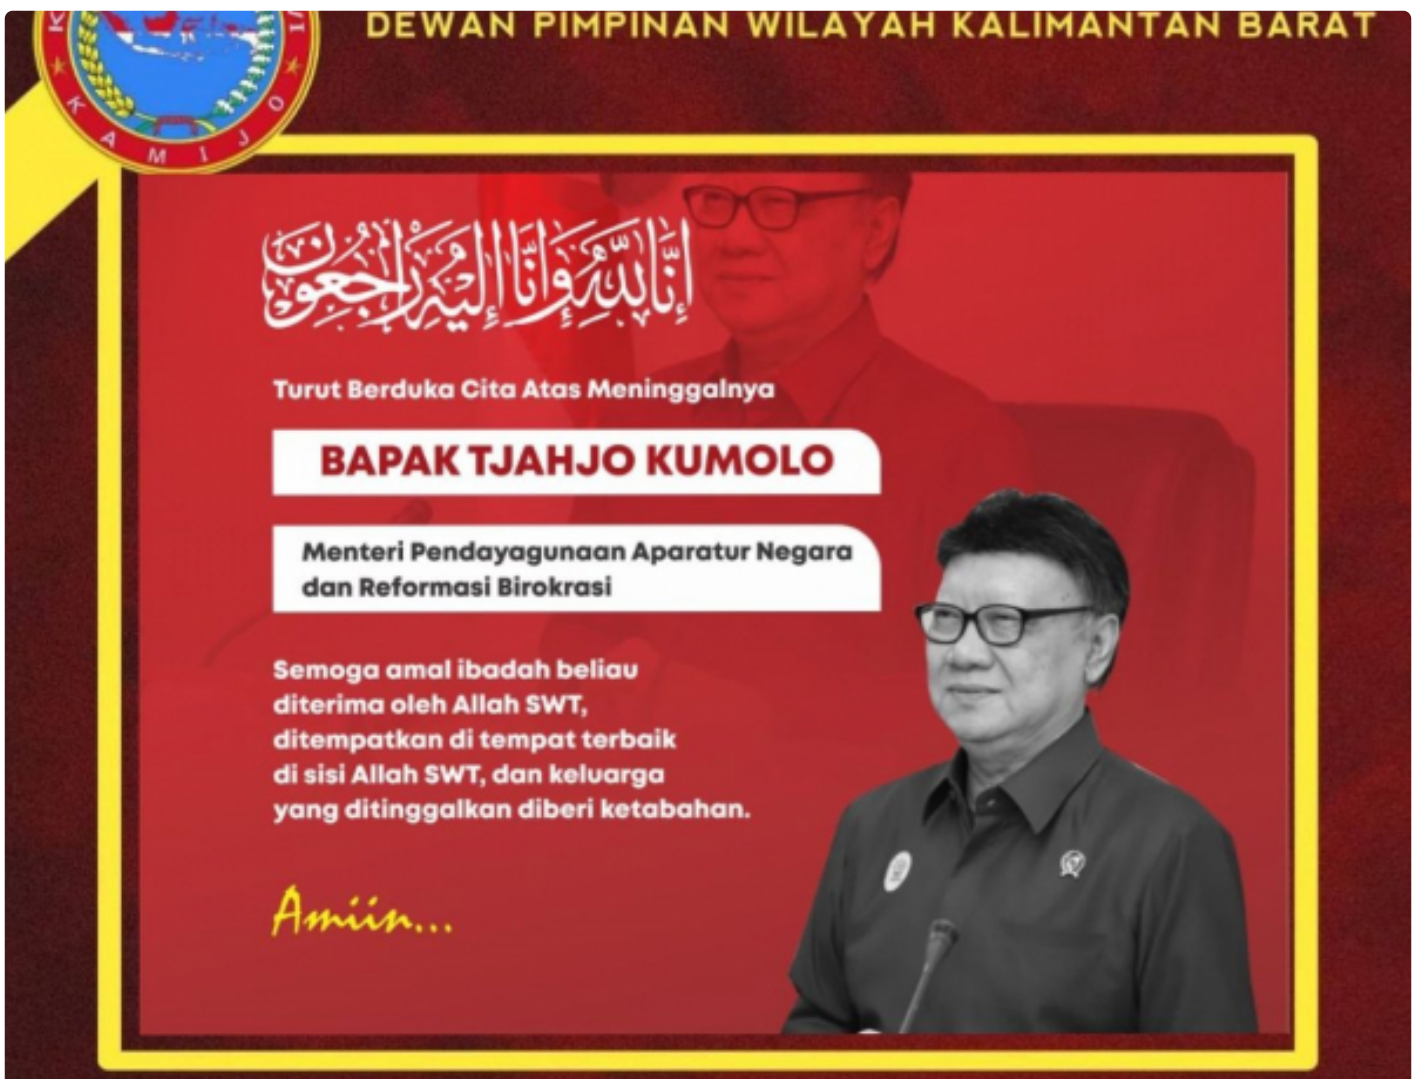 DEWAN PIMPINAN WILAYAH KALIMANTAN BARAT
KAMIJO
إِنَّا لِلّهِ وَإِنَّا إِلَيْهِ رَاجِعُوْنَ
Turut Berduka Cita Atas Meninggalnya
BAPAK TJAHJO KUMOLO
Menteri Pendayagunaan Aparatur Negara
dan Reformasi Birokrasi
Semoga amal ibadah beliau
diterima oleh Allah SWT,
ditempatkan di tempat terbaik
di sisi Allah SWT, dan keluarga
yang ditinggalkan diberi ketabahan.
Amiin...